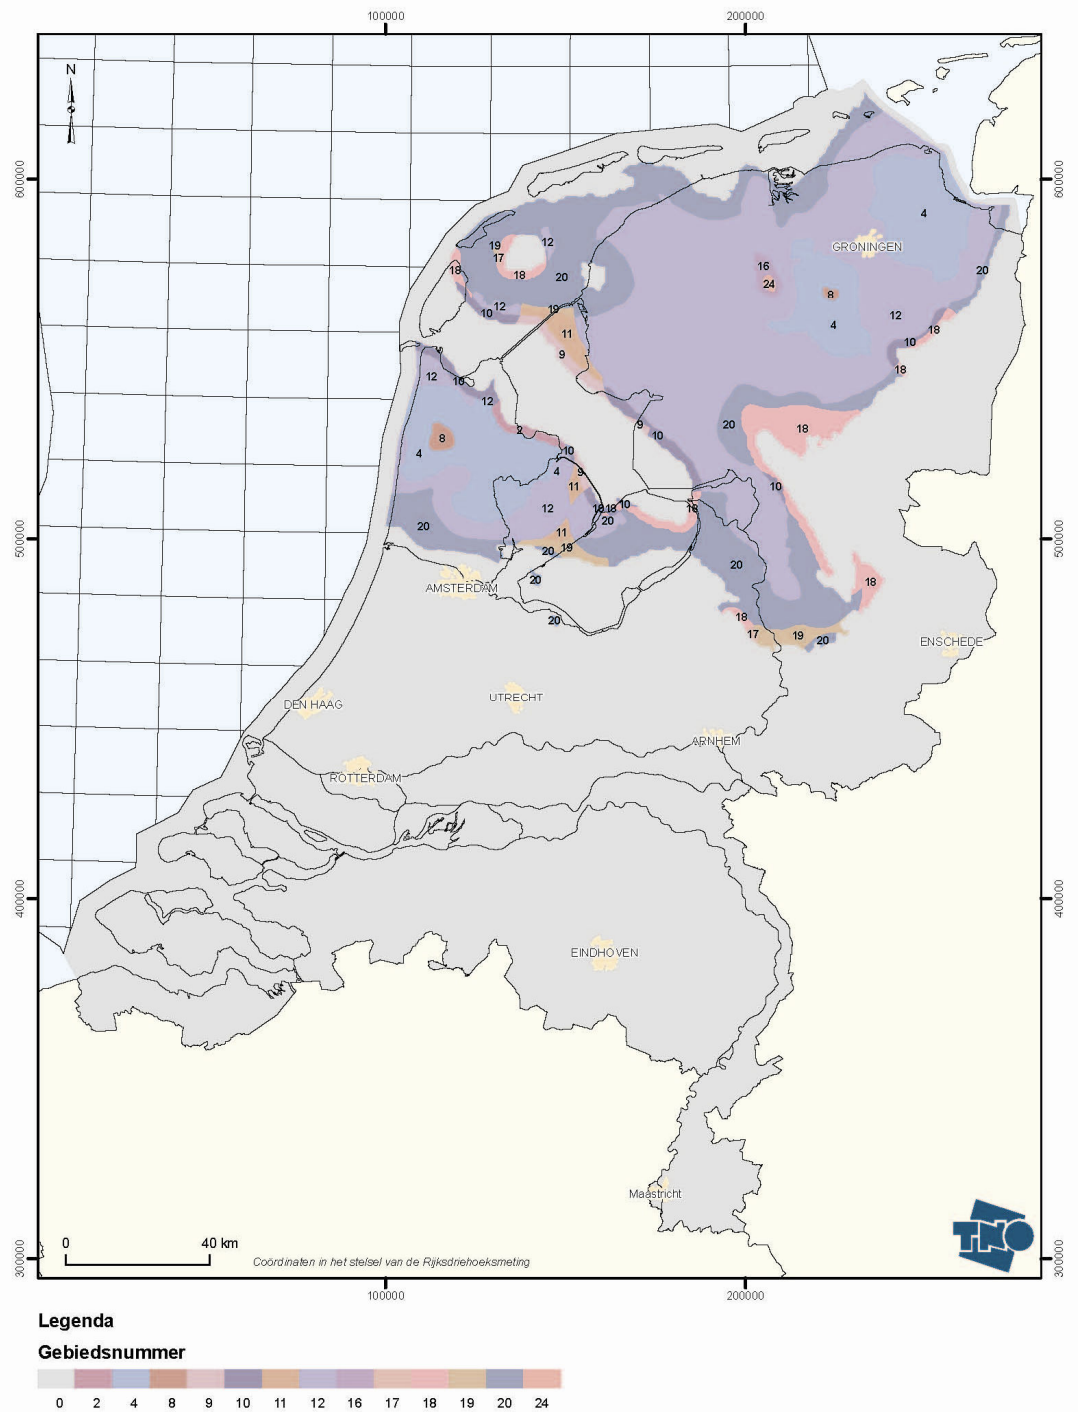 100000 200000
N
600000 600000
4
GRONINGEN
19 12
17
18 18
16
20
24
20
8
12
10
19
11
4
12
18
9
10
18
12
10
12
2
9
10
20
18
8
4
10
4 9
11
10
12
10 18 10
20
18
20
500000 500000
11
20 19
20
20
AMSTERDAM
18
20
18
17 19 20
ENSCHEDE
DEN HAAG
UTRECHT
ARNHEM
ROTTERDAM
400000 400000
EINDHOVEN
Maastricht
TNO
0 40 km
Coördinaten in het stelsel van de Rijksdriehoeksmeting
300000 300000
100000 200000
Legenda
Gebiedsnummer
0 2 4 8 9 10 11 12 16 17 18 19 20 24